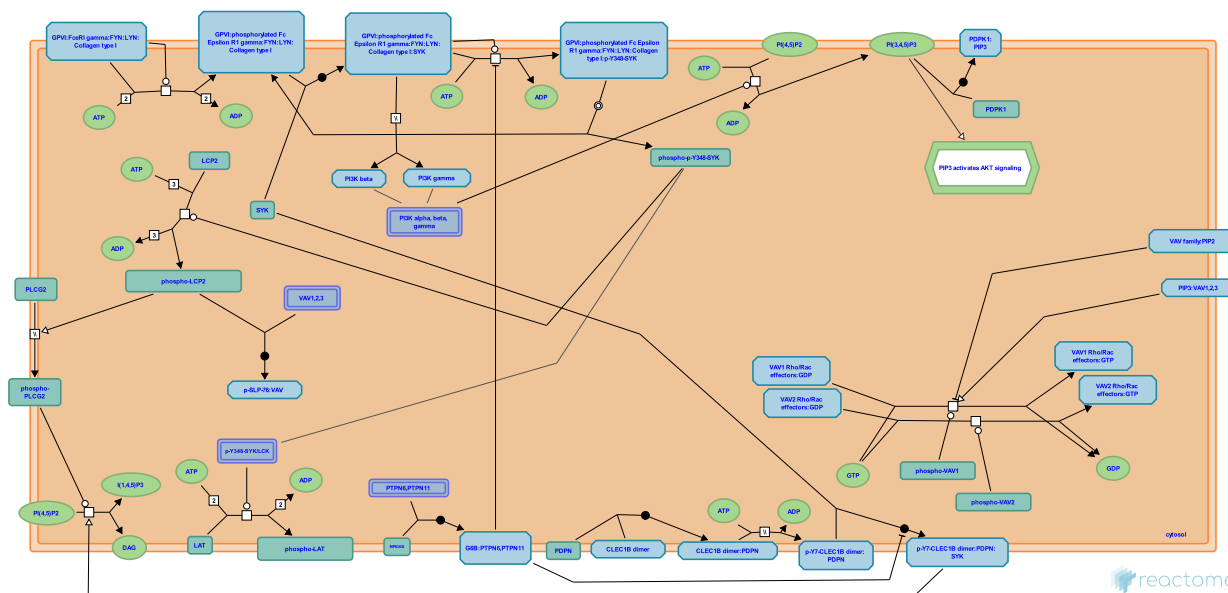 GPVI:FceRI gamma:FYN:LYN:
Collagen type I
GPVI:phosphorylated Fc
Epsilon R1 gamma:FYN:LYN:
Collagen type I
GPVI:phosphorylated Fc
Epsilon R1 gamma:FYN:LYN:
Collagen type I:SYK
GPVI:phosphorylated Fc Epsilon
R1 gamma:FYN:LYN:Collagen
type I:p-Y348-SYK
PI(4,5)P2
PI(3,4,5)P3
PDPK1:
PIP3
ATP
2
2
ADP
ATP
ADP
ATP
ADP
PDPK1
\\
LCP2
ATP
3
PI3K beta
PI3K gamma
phospho-p-Y348-SYK
PIP3 activates AKT signaling
SYK
PI3K alpha, beta,
gamma
3
ADP
VAV family:PIP2
phospho-LCP2
PLCG2
VAV1,2,3
PIP3:VAV1,2,3
\\
phospho-
PLCG2
p-SLP-76:VAV
VAV1 Rho/Rac
effectors:GDP
VAV2 Rho/Rac
effectors:GDP
VAV1 Rho/Rac
effectors:GTP
VAV2 Rho/Rac
effectors:GTP
p-Y348-SYK/LCK
ATP
2
2
ADP
I(1,4,5)P3
PI(4,5)P2
DAG
LAT
phospho-LAT
PTPN6,PTPN11
G6B:PTPN6,PTPN11
PDPN
CLEC1B dimer
CLEC1B dimer:PDPN
ATP
\\
ADP
p-Y7-CLEC1B dimer:
PDPN
p-Y7-CLEC1B dimer:PDPN:
SYK
GTP
phospho-VAV1
phospho-VAV2
GDP
cytosol
reactome